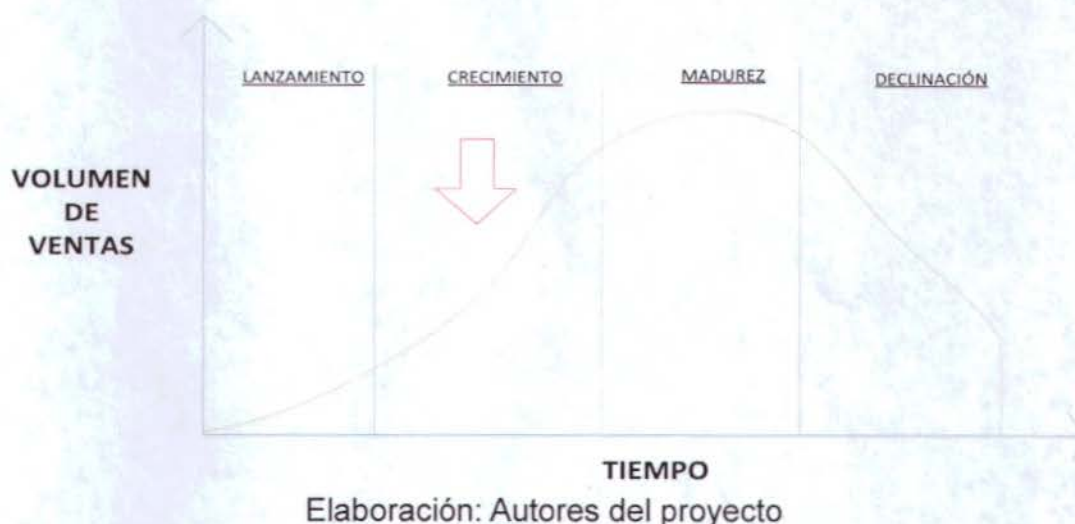 LANZAMIENTO CRECIMIENTO MADUREZ DECLINACIÓN
VOLUMEN
DE
VENTAS
TIEMPO
Elaboración: Autores del proyecto